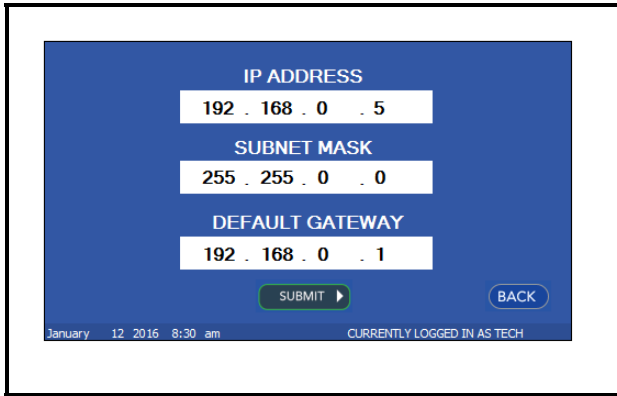 IP ADDRESS
192 . 168 . 0 . 5
SUBNET MASK
255 . 255 . 0 . 0
DEFAULT GATEWAY
192 . 168 . 0 . 1
SUBMIT
BACK
January 12 2016 8:30 am CURRENTLY LOGGED IN AS TECH